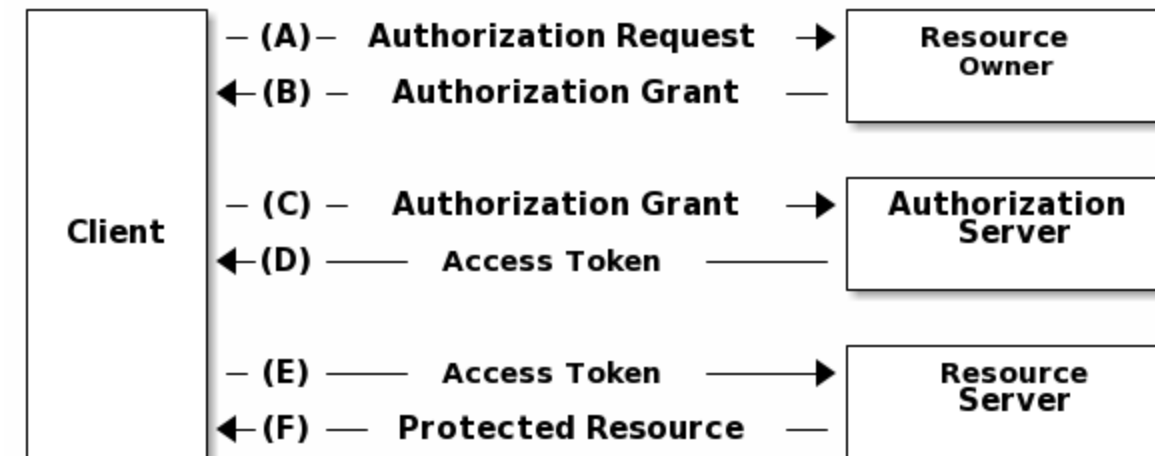 (A) Authorization Request
Resource
Owner
(B) Authorization Grant
(C) Authorization Grant
Authorization
Server
Client
(D) Access Token
(E) Access Token
Resource
Server
(F) Protected Resource